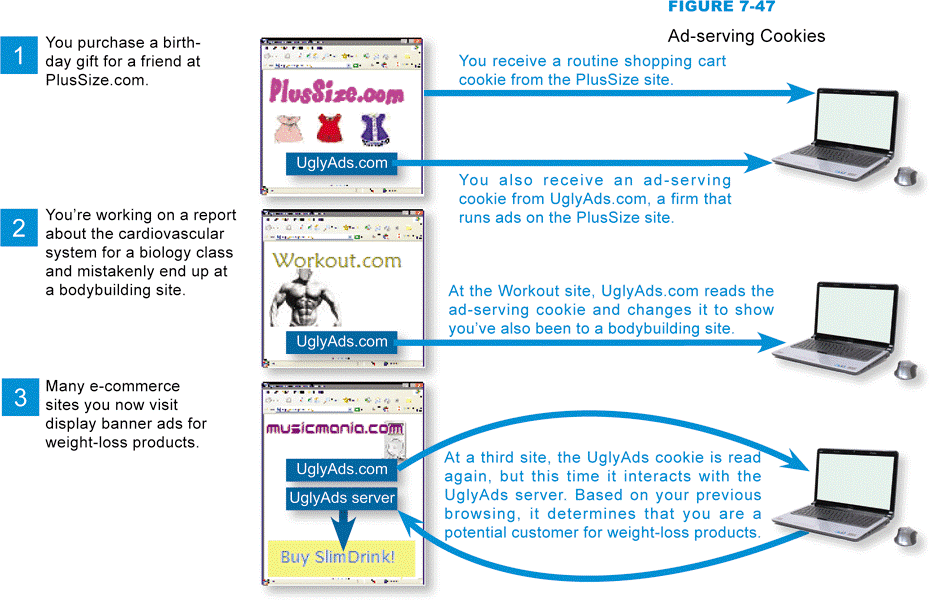 FIGURE 7-47
Ad-serving Cookies
1
You purchase a birth-
day gift for a friend at
PlusSize.com.
PlusSize.com
UglyAds.com
You receive a routine shopping cart
cookie from the PlusSize site.
You also receive an ad-serving
cookie from UglyAds.com, a firm that
runs ads on the PlusSize site.
2
You're working on a report
about the cardiovascular
system for a biology class
and mistakenly end up at
a bodybuilding site.
Workout.com
UglyAds.com
At the Workout site, UglyAds.com reads the
ad-serving cookie and changes it to show
you've also been to a bodybuilding site.
3
Many e-commerce
sites you now visit
display banner ads for
weight-loss products.
musicmania.com
UglyAds.com
UglyAds server
Buy SlimDrink!
At a third site, the UglyAds cookie is read
again, but this time it interacts with the
UglyAds server. Based on your previous
browsing, it determines that you are a
potential customer for weight-loss products.